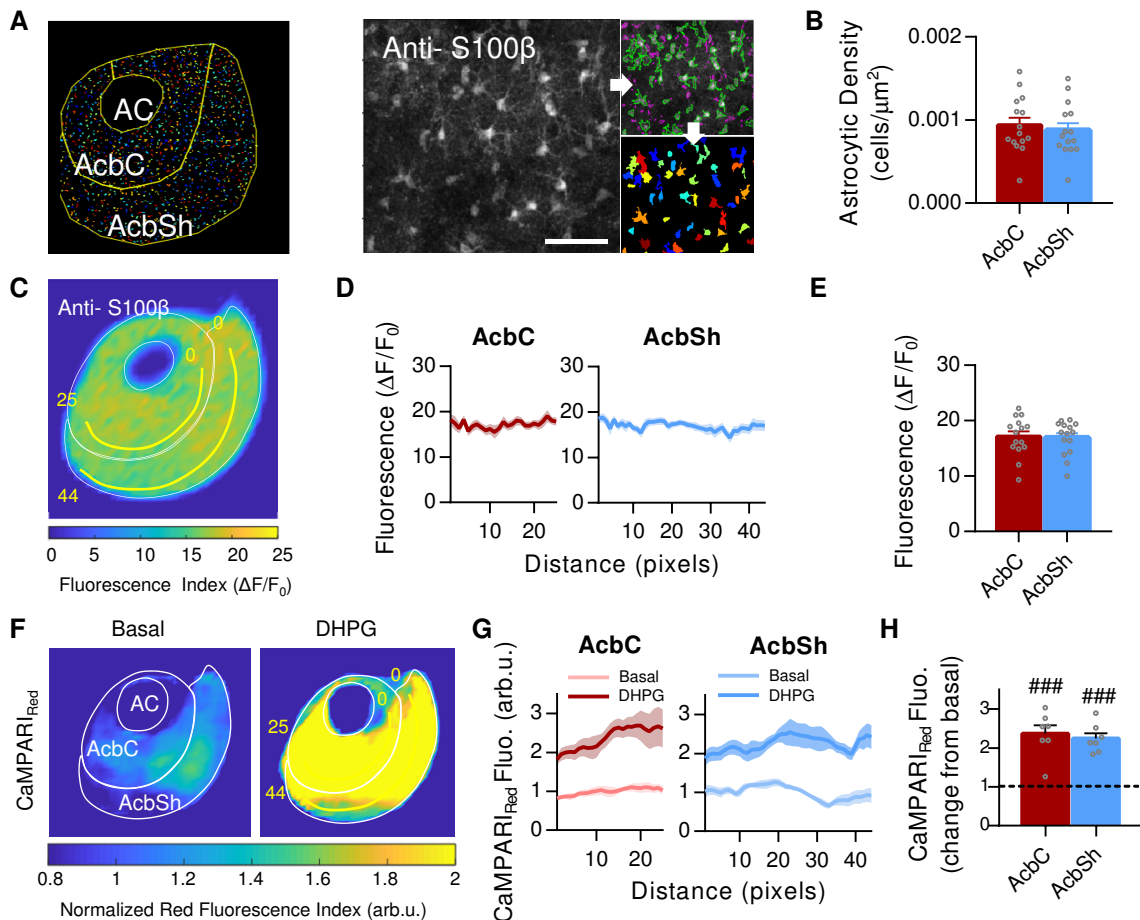 A
AC
AcbC
AcbSh
Anti- S100β
B
Astrocytic Density
(cells/μm²)
0.002
0.001
0.000
AcbC
AcbSh
C
Anti- S100β
0
0
25
44
0 5 10 15 20 25
Fluorescence Index (ΔF/F₀)
D
AcbC
AcbSh
Fluorescence (ΔF/F₀)
30
20
10
0
10 20
10 20 30 40
Distance (pixels)
E
Fluorescence (ΔF/F₀)
30
20
10
0
AcbC
AcbSh
F
Basal
DHPG
CaMPARI_Red
AC
AcbC
AcbSh
0
0
25
44
0.8 1 1.2 1.4 1.6 1.8 2
Normalized Red Fluorescence Index (arb.u.)
G
AcbC
AcbSh
CaMPARI_Red Fluo. (arb.u.)
Basal
DHPG
Basal
DHPG
3
2
1
0
10 20
10 20 30 40
Distance (pixels)
H
CaMPARI_Red Fluo.
(change from basal)
###
###
3
2
1
0
AcbC
AcbSh